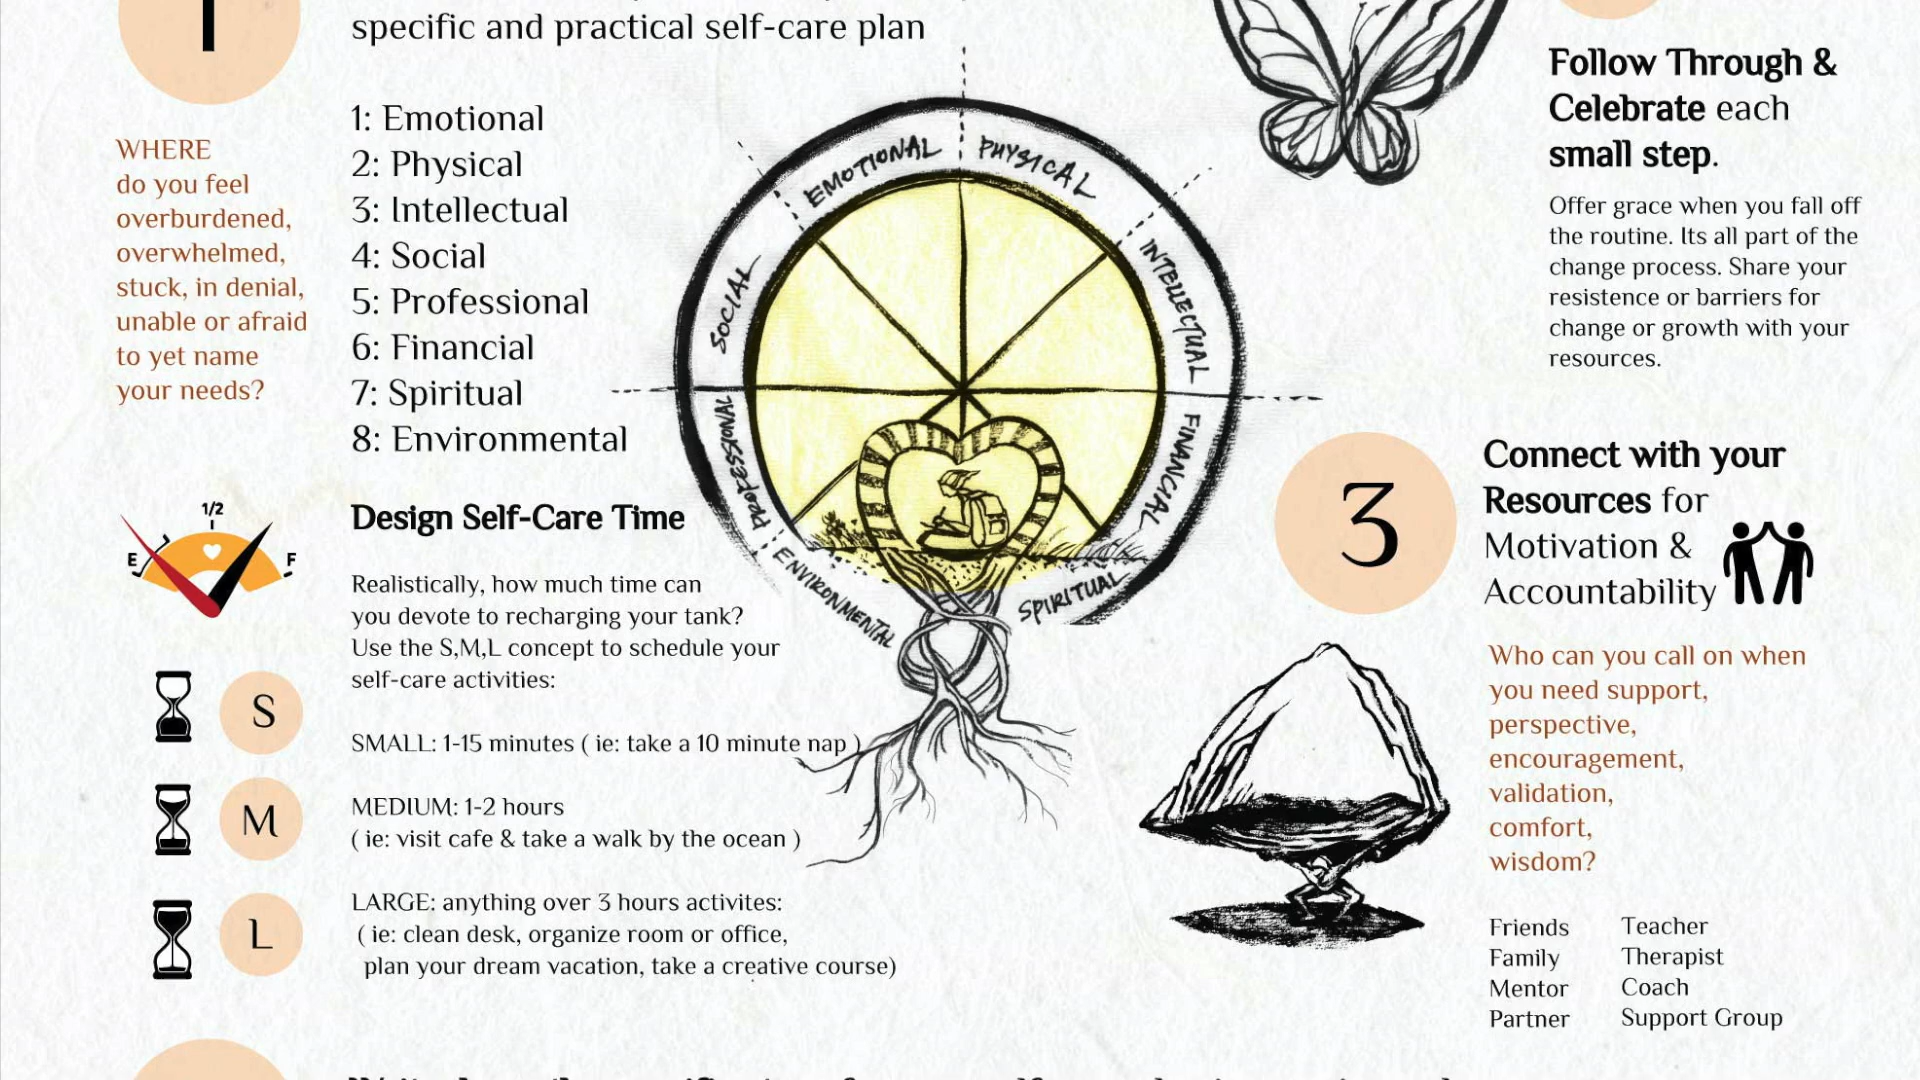 1
specific and practical self-care plan
WHERE
do you feel
overburdened,
overwhelmed,
stuck, in denial,
unable or afraid
to yet name
your needs?
1: Emotional
2: Physical
3: Intellectual
4: Social
5: Professional
6: Financial
7: Spiritual
8: Environmental
EMOTIONAL
PHYSICAL
INTELLECTUAL
FINANCIAL
SPIRITUAL
ENVIRONMENTAL
PROFESSIONAL
SOCIAL
E
1/2
F
Design Self-Care Time
Realistically, how much time can
you devote to recharging your tank?
Use the S,M,L concept to schedule your
self-care activities:
S
SMALL: 1-15 minutes ( ie: take a 10 minute nap )
M
MEDIUM: 1-2 hours
( ie: visit cafe & take a walk by the ocean )
L
LARGE: anything over 3 hours activites:
( ie: clean desk, organize room or office,
plan your dream vacation, take a creative course)
Follow Through &
Celebrate each
small step.
Offer grace when you fall off
the routine. Its all part of the
change process. Share your
resistence or barriers for
change or growth with your
resources.
3
Connect with your
Resources for
Motivation &
Accountability
Who can you call on when
you need support,
perspective,
encouragement,
validation,
comfort,
wisdom?
Friends
Family
Mentor
Partner
Teacher
Therapist
Coach
Support Group